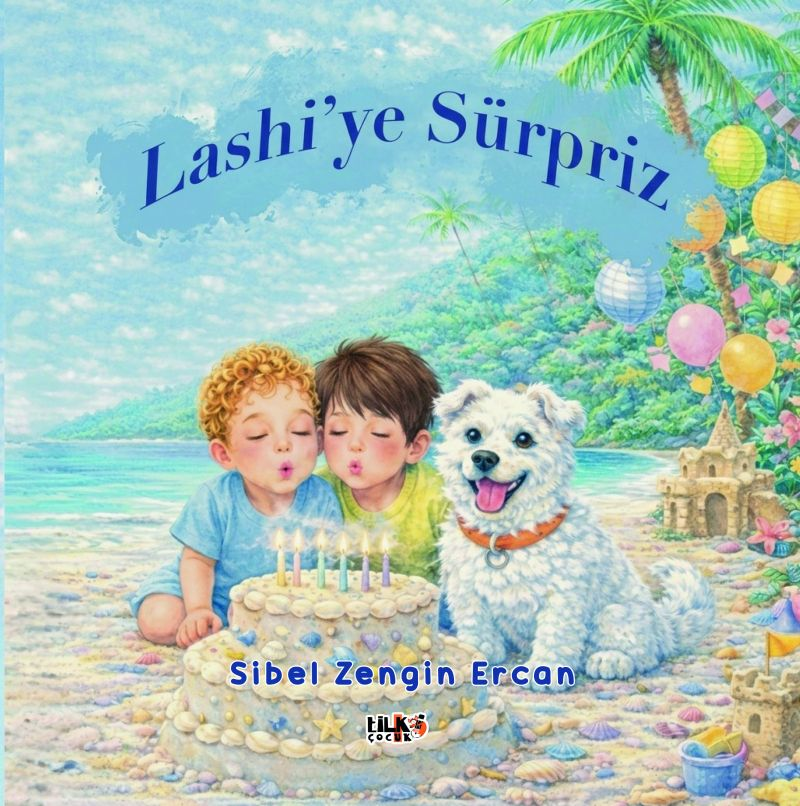 Lashi’ye Sürpriz
Sibel Zengin Ercan
tiLKi
ÇOCUK